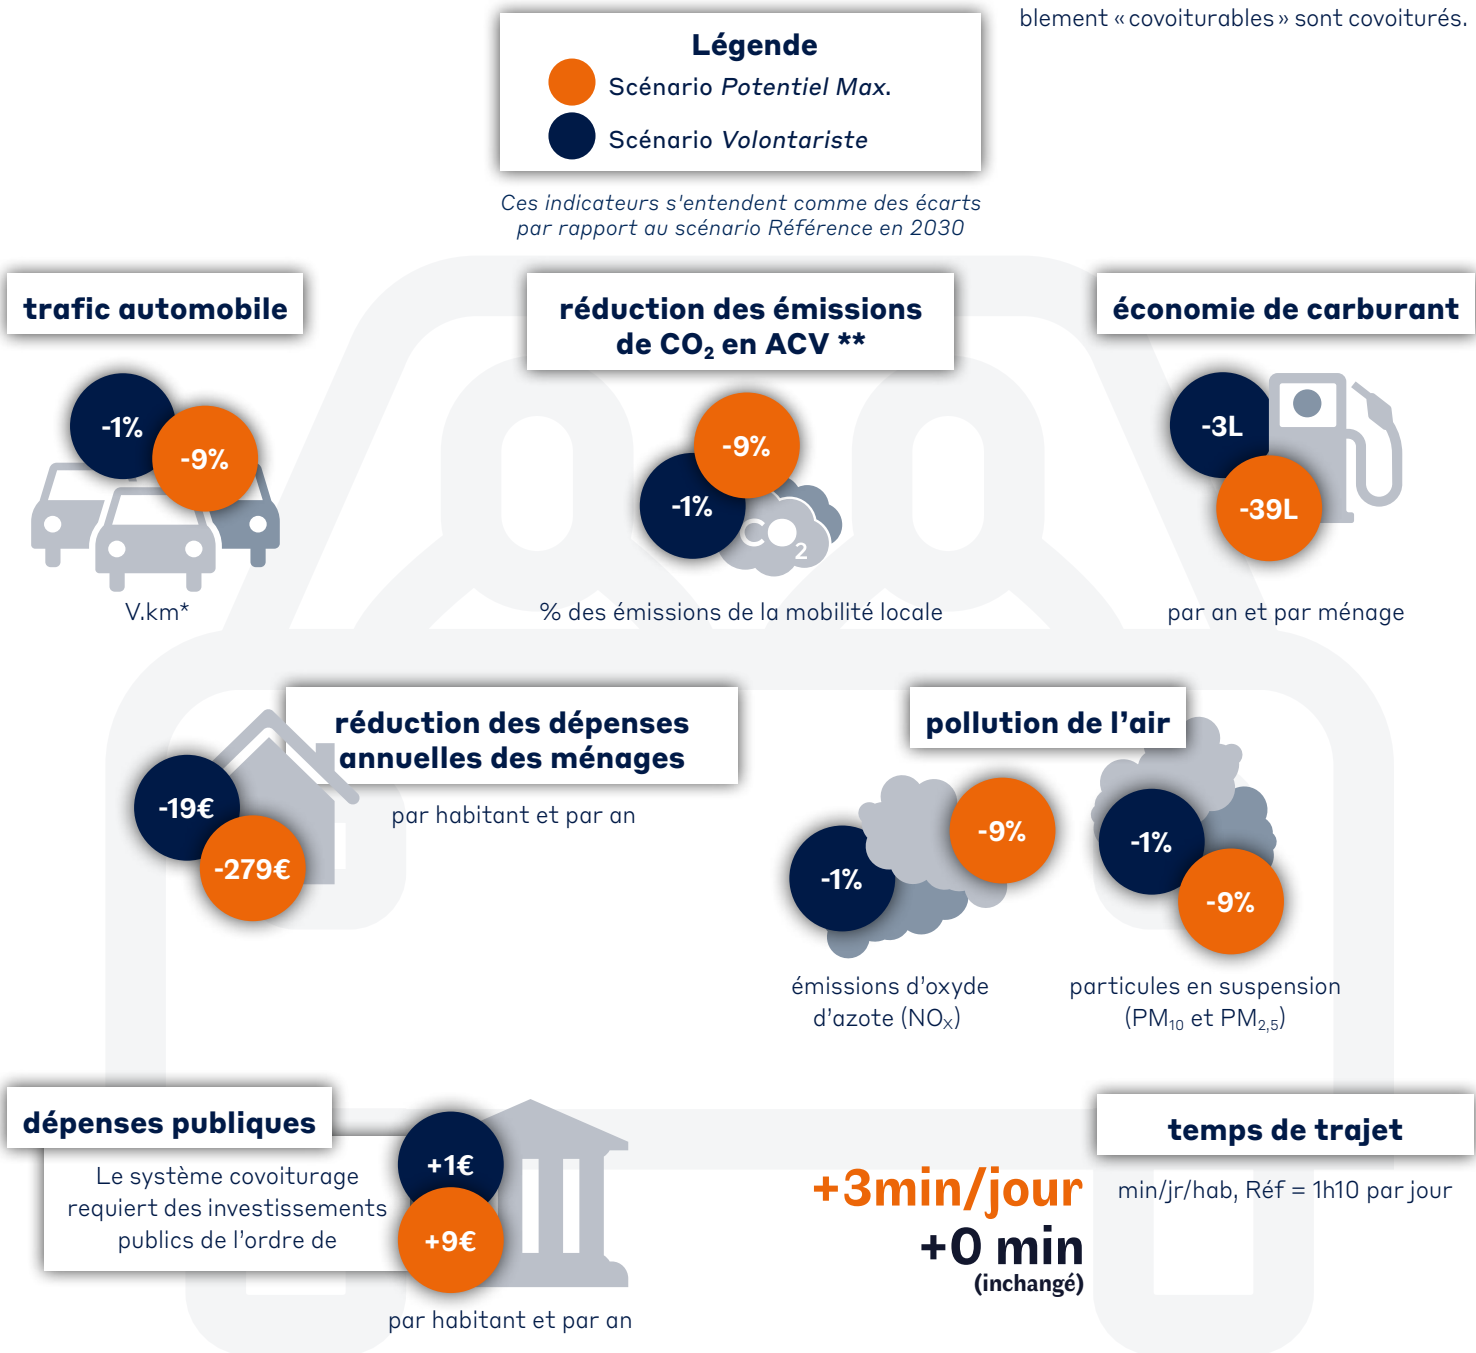 blement « covoiturables » sont covoiturés.
Légende
Scénario Potentiel Max.
Scénario Volontariste
Ces indicateurs s'entendent comme des écarts
par rapport au scénario Référence en 2030
trafic automobile
-1%
-9%
V.km*
réduction des émissions
de CO₂ en ACV **
-9%
-1%
CO₂
% des émissions de la mobilité locale
économie de carburant
-3L
-39L
par an et par ménage
réduction des dépenses
annuelles des ménages
par habitant et par an
-19€
-279€
pollution de l’air
-9%
-1%
émissions d’oxyde
d’azote (NOₓ)
-1%
-9%
particules en suspension
(PM₁₀ et PM₂,₅)
dépenses publiques
Le système covoiturage
requiert des investissements
publics de l’ordre de
+1€
+9€
par habitant et par an
temps de trajet
min/jr/hab, Réf = 1h10 par jour
+3min/jour
+0 min
(inchangé)